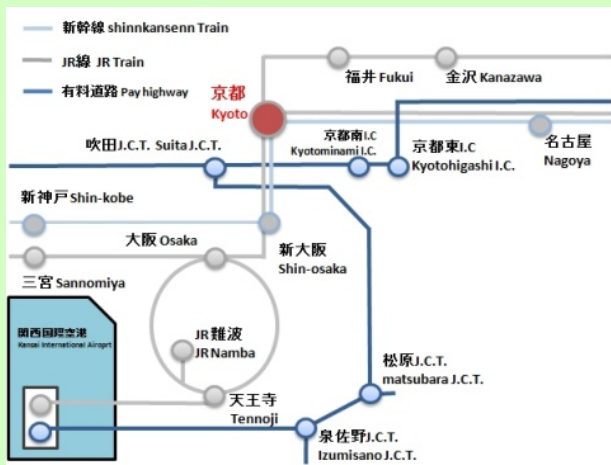 新幹線 shinnkansenn Train
JR線 JR Train
有料道路 Pay highway
京都
Kyoto
福井 Fukui
金沢 Kanazawa
吹田J.C.T. Suita J.C.T.
京都南I.C
Kyotominami I.C.
京都東I.C
Kyotohigashi I.C.
名古屋
Nagoya
新神戸 Shin-kobe
大阪 Osaka
新大阪
Shin-osaka
三宮 Sannomiya
関西国際空港
Kansai International Airoprt
JR難波
JR Namba
松原J.C.T.
matsubara J.C.T.
天王寺
Tennoji
泉佐野J.C.T.
Izumisano J.C.T.